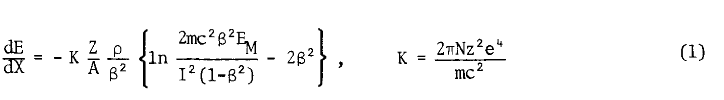 dE/dX = - K Z/A ρ/β² {ln 2mc²β²E_M / I²(1-β²) - 2β²} , K = 2πNz²e⁴/mc² (1)